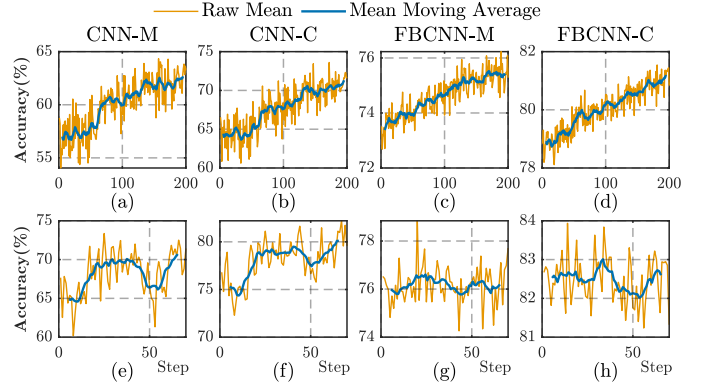 Raw Mean Mean Moving Average
CNN-M CNN-C FBCNN-M FBCNN-C
Accuracy(%)
65
60
55
0 100 200
(a)
75
70
65
60
0 100 200
(b)
76
74
72
0 100 200
(c)
82
80
78
0 100 200
(d)
Accuracy(%)
75
70
65
60
0 50 Step
(e)
80
75
70
0 50
(f)
78
76
74
0 50 Step
(g)
84
83
82
81
0 50
(h)